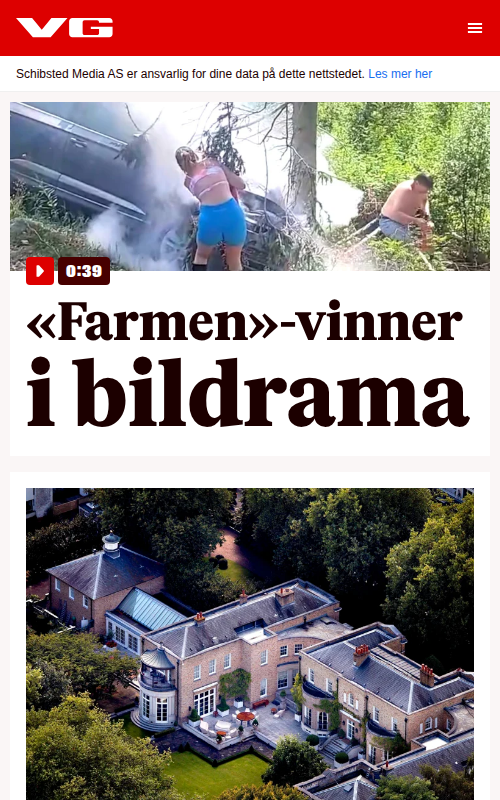 VG
Schibsted Media AS er ansvarlig for dine data på dette nettstedet. Les mer her
0:39
«Farmen»-vinner
i bildrama